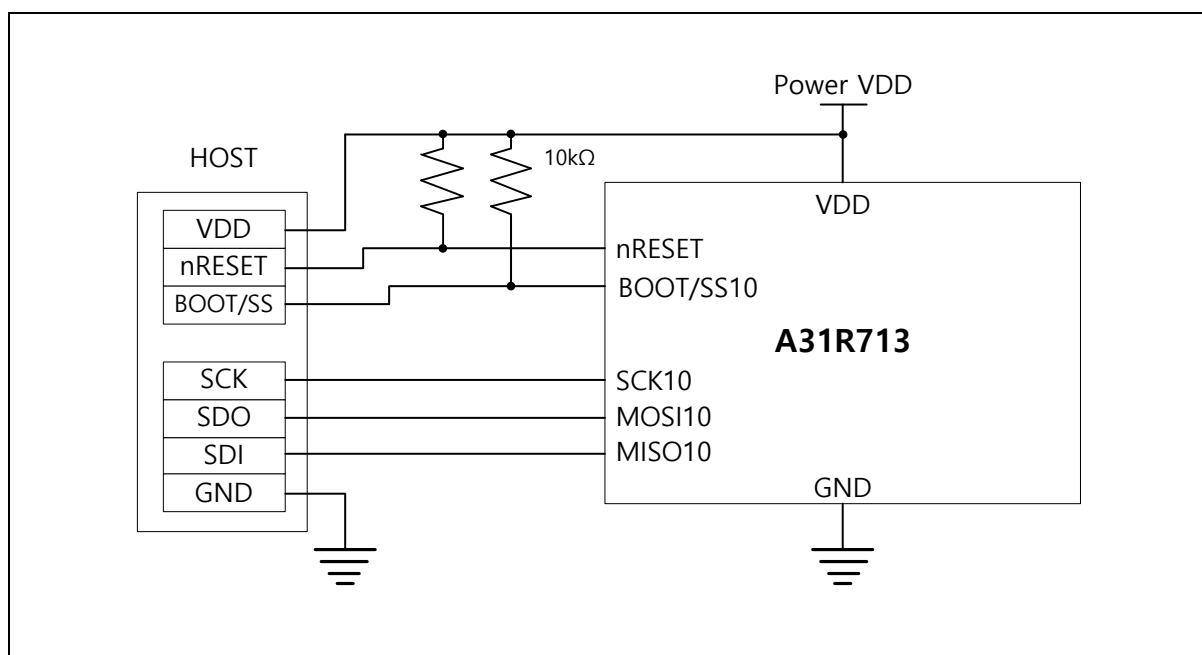 Power VDD
HOST
10kΩ
VDD
VDD
nRESET
nRESET
BOOT/SS
BOOT/SS10
A31R713
SCK
SCK10
SDO
MOSI10
SDI
MISO10
GND
GND